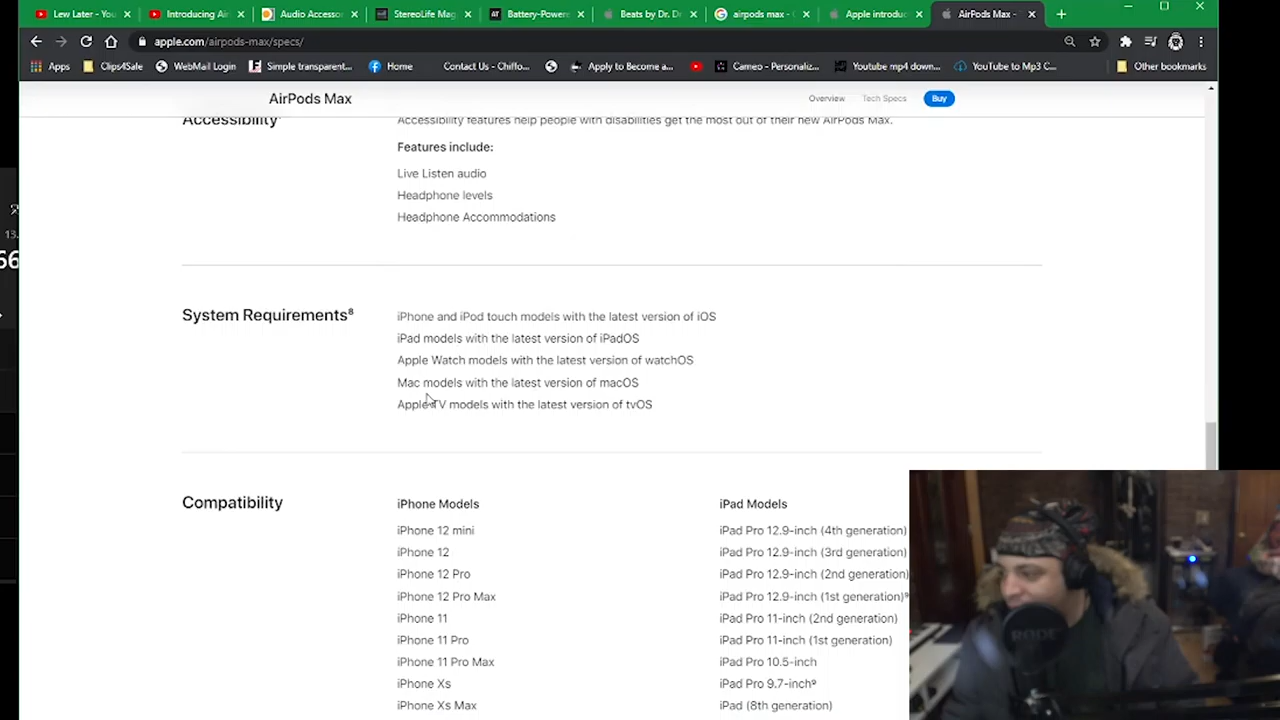 Lew Later - You
Introducing Air
Audio Accessor
StereoLife Mag
Battery-Powere
Beats by Dr. Dr
airpods max - G
Apple introduc
AirPods Max -
apple.com/airpods-max/specs/
Apps
Clips4Sale
WebMail Login
Simple transparent...
Home
Contact Us - Chiffo...
Apply to Become a...
Cameo - Personaliz...
Youtube mp4 down...
YouTube to Mp3 C...
Other bookmarks
AirPods Max
Overview
Tech Specs
Buy
Accessibility
Accessibility features help people with disabilities get the most out of their new AirPods Max.
Features include:
Live Listen audio
Headphone levels
Headphone Accommodations
System Requirements⁸
iPhone and iPod touch models with the latest version of iOS
iPad models with the latest version of iPadOS
Apple Watch models with the latest version of watchOS
Mac models with the latest version of macOS
Apple TV models with the latest version of tvOS
Compatibility
iPhone Models
iPhone 12 mini
iPhone 12
iPhone 12 Pro
iPhone 12 Pro Max
iPhone 11
iPhone 11 Pro
iPhone 11 Pro Max
iPhone Xs
iPhone Xs Max
iPad Models
iPad Pro 12.9-inch (4th generation)
iPad Pro 12.9-inch (3rd generation)
iPad Pro 12.9-inch (2nd generation)
iPad Pro 12.9-inch (1st generation)⁹
iPad Pro 11-inch (2nd generation)
iPad Pro 11-inch (1st generation)
iPad Pro 10.5-inch
iPad Pro 9.7-inch⁹
iPad (8th generation)
13.
66
RODE